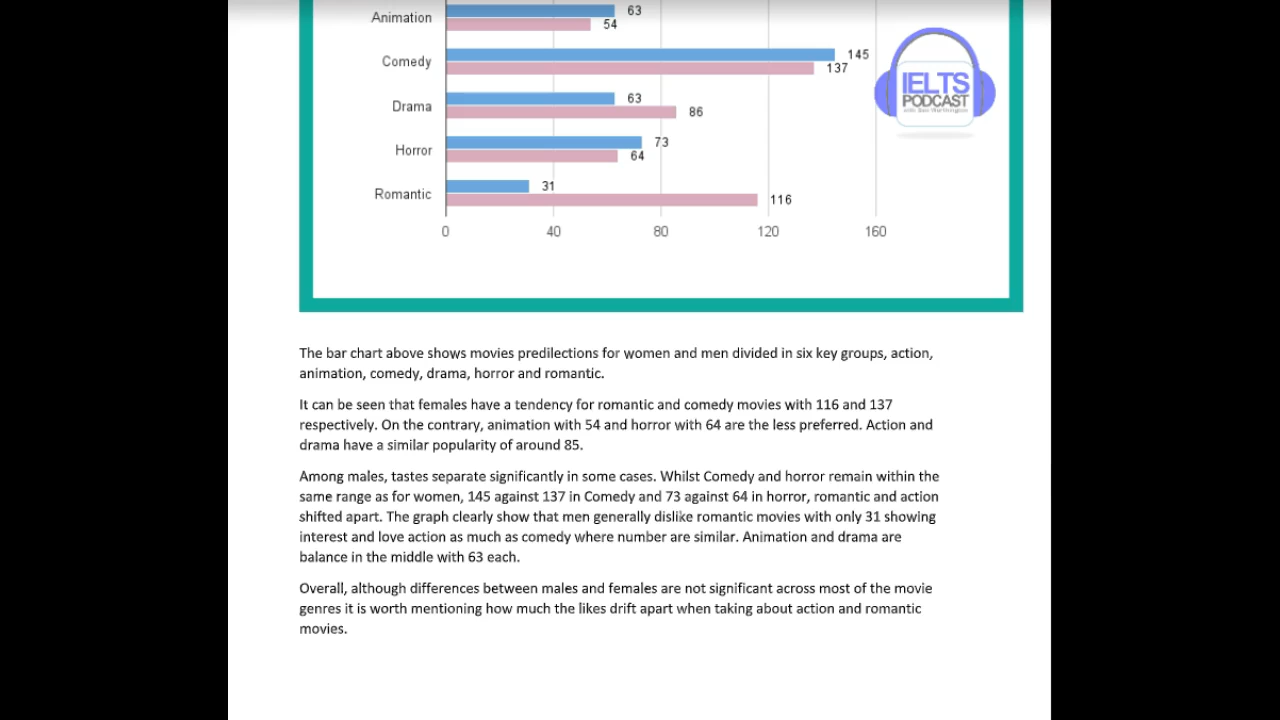 Animation
63
54
Comedy
145
137
Drama
63
86
Horror
73
64
Romantic
31
116
0 40 80 120 160
IELTS
PODCAST
The bar chart above shows movies predilections for women and men divided in six key groups, action,
animation, comedy, drama, horror and romantic.
It can be seen that females have a tendency for romantic and comedy movies with 116 and 137
respectively. On the contrary, animation with 54 and horror with 64 are the less preferred. Action and
drama have a similar popularity of around 85.
Among males, tastes separate significantly in some cases. Whilst Comedy and horror remain within the
same range as for women, 145 against 137 in Comedy and 73 against 64 in horror, romantic and action
shifted apart. The graph clearly show that men generally dislike romantic movies with only 31 showing
interest and love action as much as comedy where number are similar. Animation and drama are
balance in the middle with 63 each.
Overall, although differences between males and females are not significant across most of the movie
genres it is worth mentioning how much the likes drift apart when taking about action and romantic
movies.